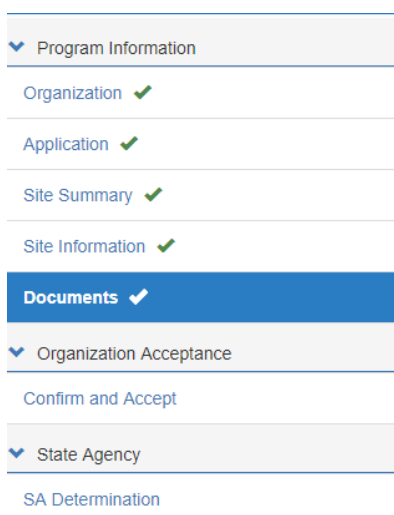 Program Information
Organization
Application
Site Summary
Site Information
Documents
Organization Acceptance
Confirm and Accept
State Agency
SA Determination